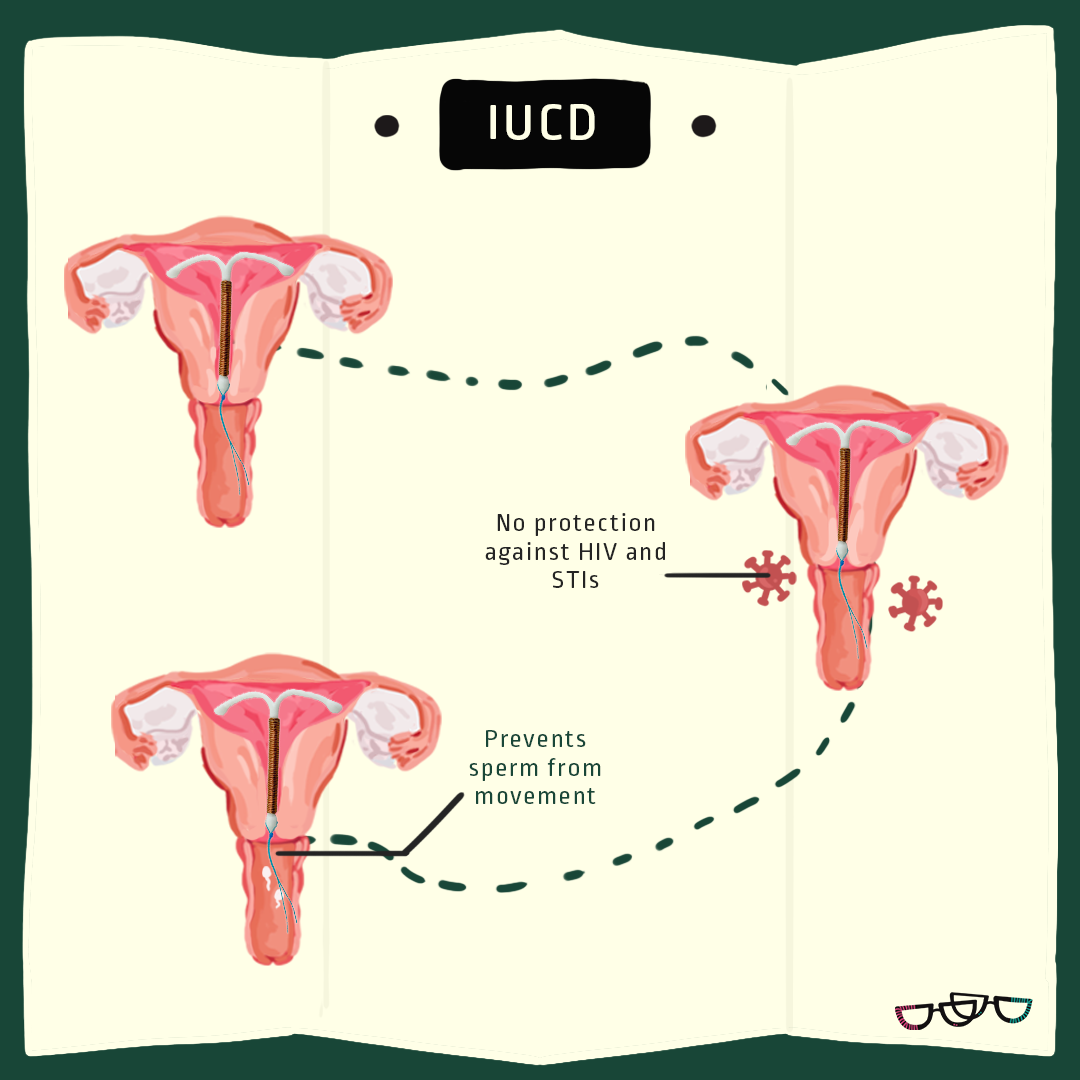 IUCD
No protection
against HIV and
STIs
Prevents
sperm from
movement